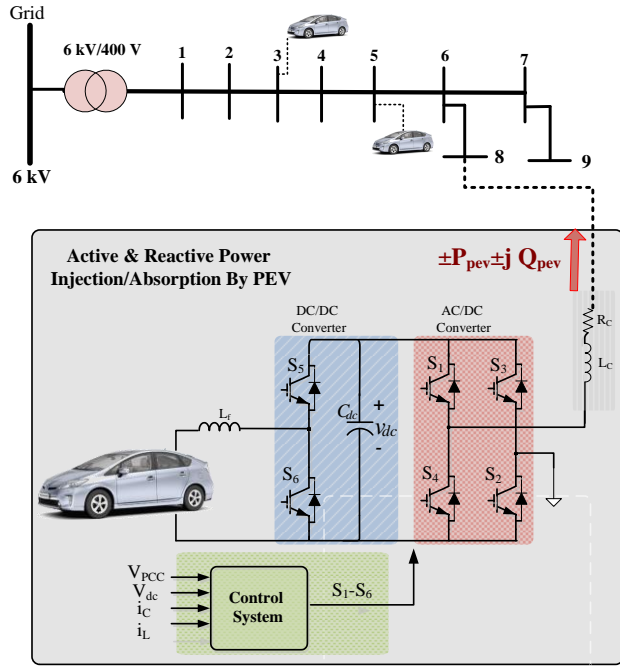 Grid
6 kV/400 V
1
2
3
4
5
6
7
8
9
6 kV
Active & Reactive Power
Injection/Absorption By PEV
±Ppev±j Qpev
DC/DC
Converter
AC/DC
Converter
RC
LC
S5
S1
S3
Lf
Cdc
+
vdc
-
S6
S4
S2
VPCC
Vdc
iC
iL
Control
System
S1-S6